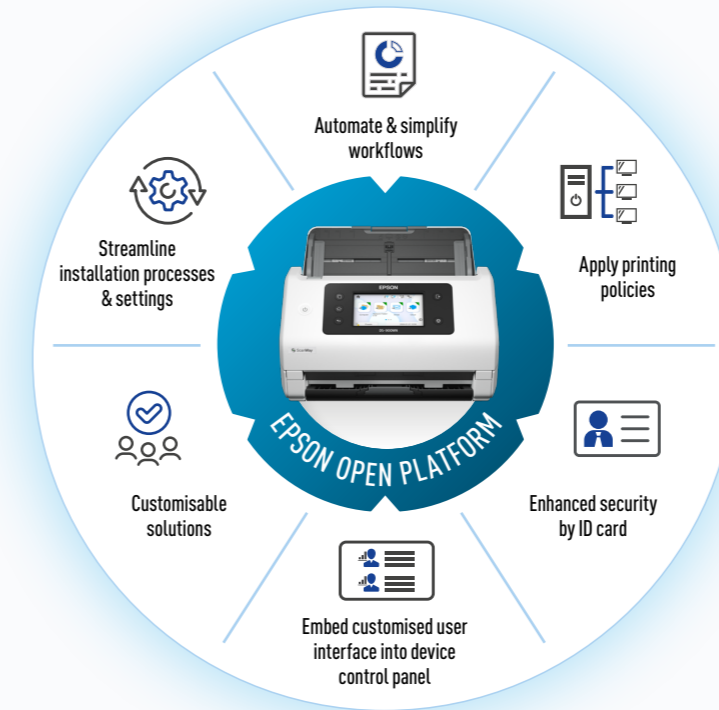 Automate & simplify
workflows
Apply printing
policies
Enhanced security
by ID card
Embed customised user
interface into device
control panel
Customisable
solutions
Streamline
installation processes
& settings
EPSON
EPSON OPEN PLATFORM